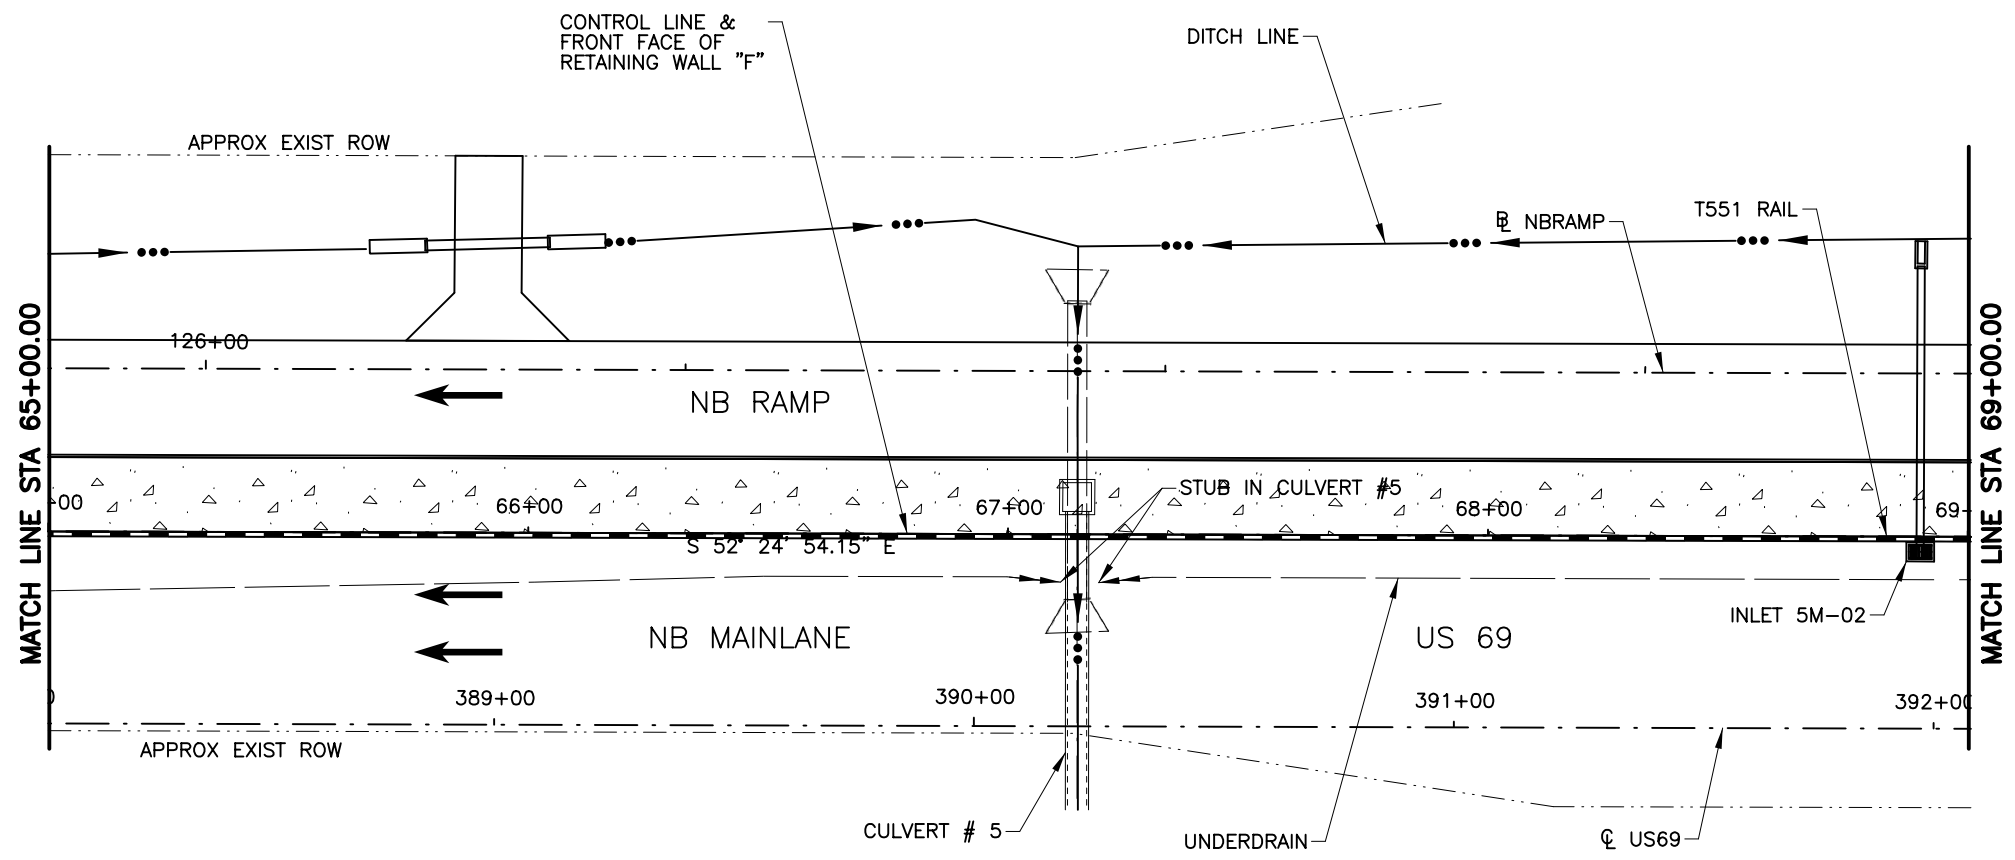 CONTROL LINE &
FRONT FACE OF
RETAINING WALL "F"
DITCH LINE
APPROX EXIST ROW
T551 RAIL
℄ NBRAMP
MATCH LINE STA 65+00.00
126+00
NB RAMP
MATCH LINE STA 69+00.00
00
66+00
67+00
STUB IN CULVERT #5
68+00
69-
S 52° 24' 54.15" E
INLET 5M-02
NB MAINLANE
US 69
389+00
390+00
391+00
392+00
APPROX EXIST ROW
CULVERT # 5
UNDERDRAIN
℄ US69